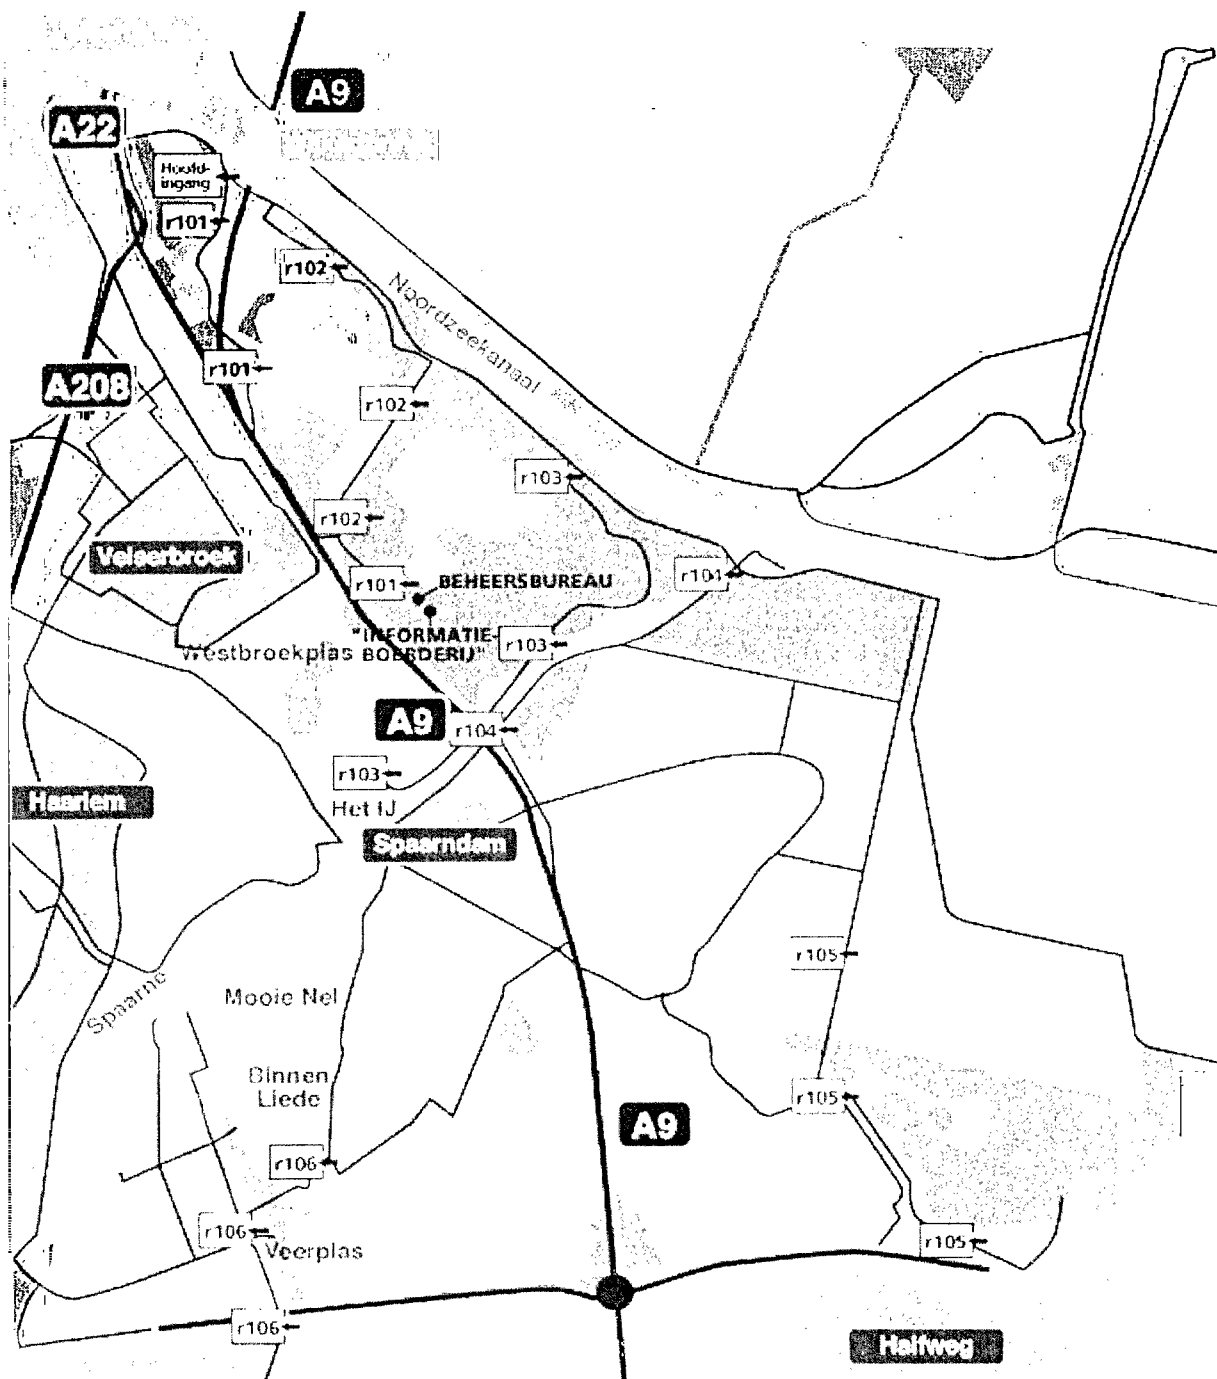 A9
A22
Hoofd-
ingang
r101
r102
Noordzeekanaal
r101
A208
r102
r103
r102
Velserbroek
r104
r101
BEHEERSBUREAU
"INFORMATIE-
BOERDERIJ"
r103
Westbroekplas
A9
r104
r103
Haarlem
Het IJ
Spaarndam
r105
Spaarne
Mooie Nel
Binnen
Liede
r105
A9
r106
r106
Veerplas
r105
r106
Halfweg